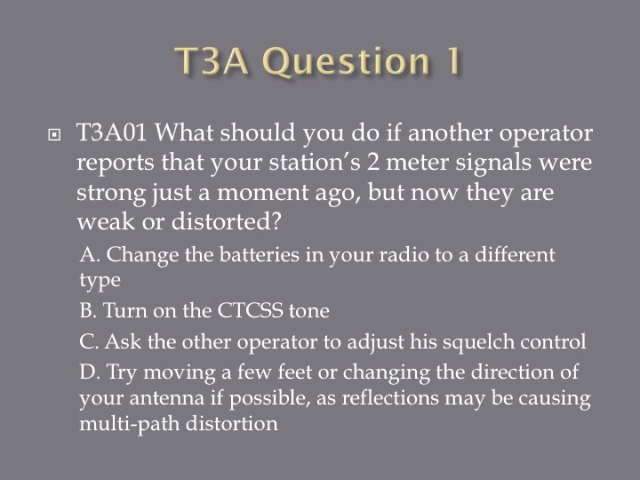 T3A Question 1
T3A01 What should you do if another operator
reports that your station’s 2 meter signals were
strong just a moment ago, but now they are
weak or distorted?
A. Change the batteries in your radio to a different
type
B. Turn on the CTCSS tone
C. Ask the other operator to adjust his squelch control
D. Try moving a few feet or changing the direction of
your antenna if possible, as reflections may be causing
multi-path distortion